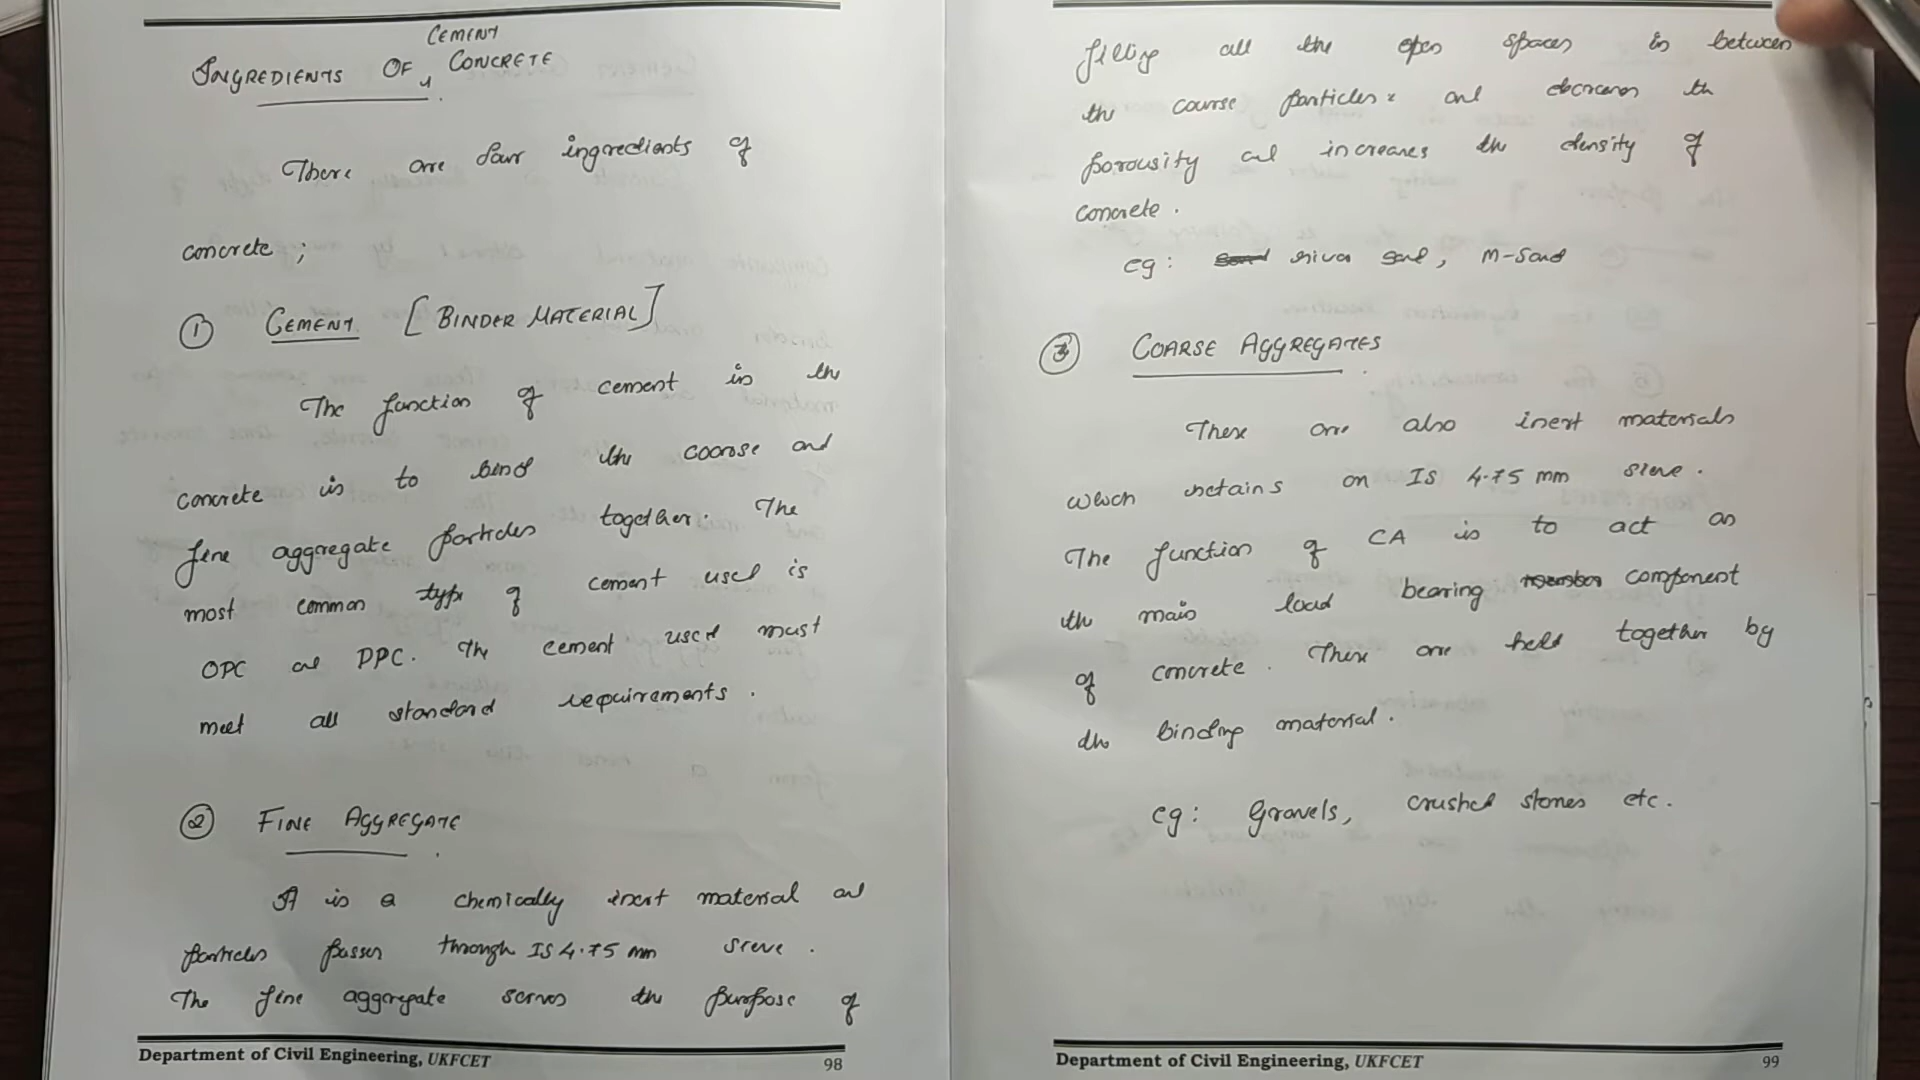 CEMENT
INGREDIENTS OF CONCRETE
There are four ingredients of
concrete ;
① CEMENT [BINDER MATERIAL]
The function of cement in the
concrete is to bind the coarse and
fine aggregate particles together. The
most common type of cement used is
OPC and PPC. The cement used must
meet all standard requirements.
② FINE AGGREGATE
It is a chemically inert material and
particles passes through IS 4.75 mm sieve.
The fine aggregate serves the purpose of
Department of Civil Engineering, UKFCET 98
filling all the open spaces in between
the course particles and decreases the
porosity and increases the density of
concrete.
eg: river sand, M-Sand
③ COARSE AGGREGATES
These are also inert materials
which retains on IS 4.75 mm sieve.
The function of CA is to act as
the main load bearing component
of concrete. These are held together by
the binding material.
eg: Gravels, crushed stones etc.
Department of Civil Engineering, UKFCET 99